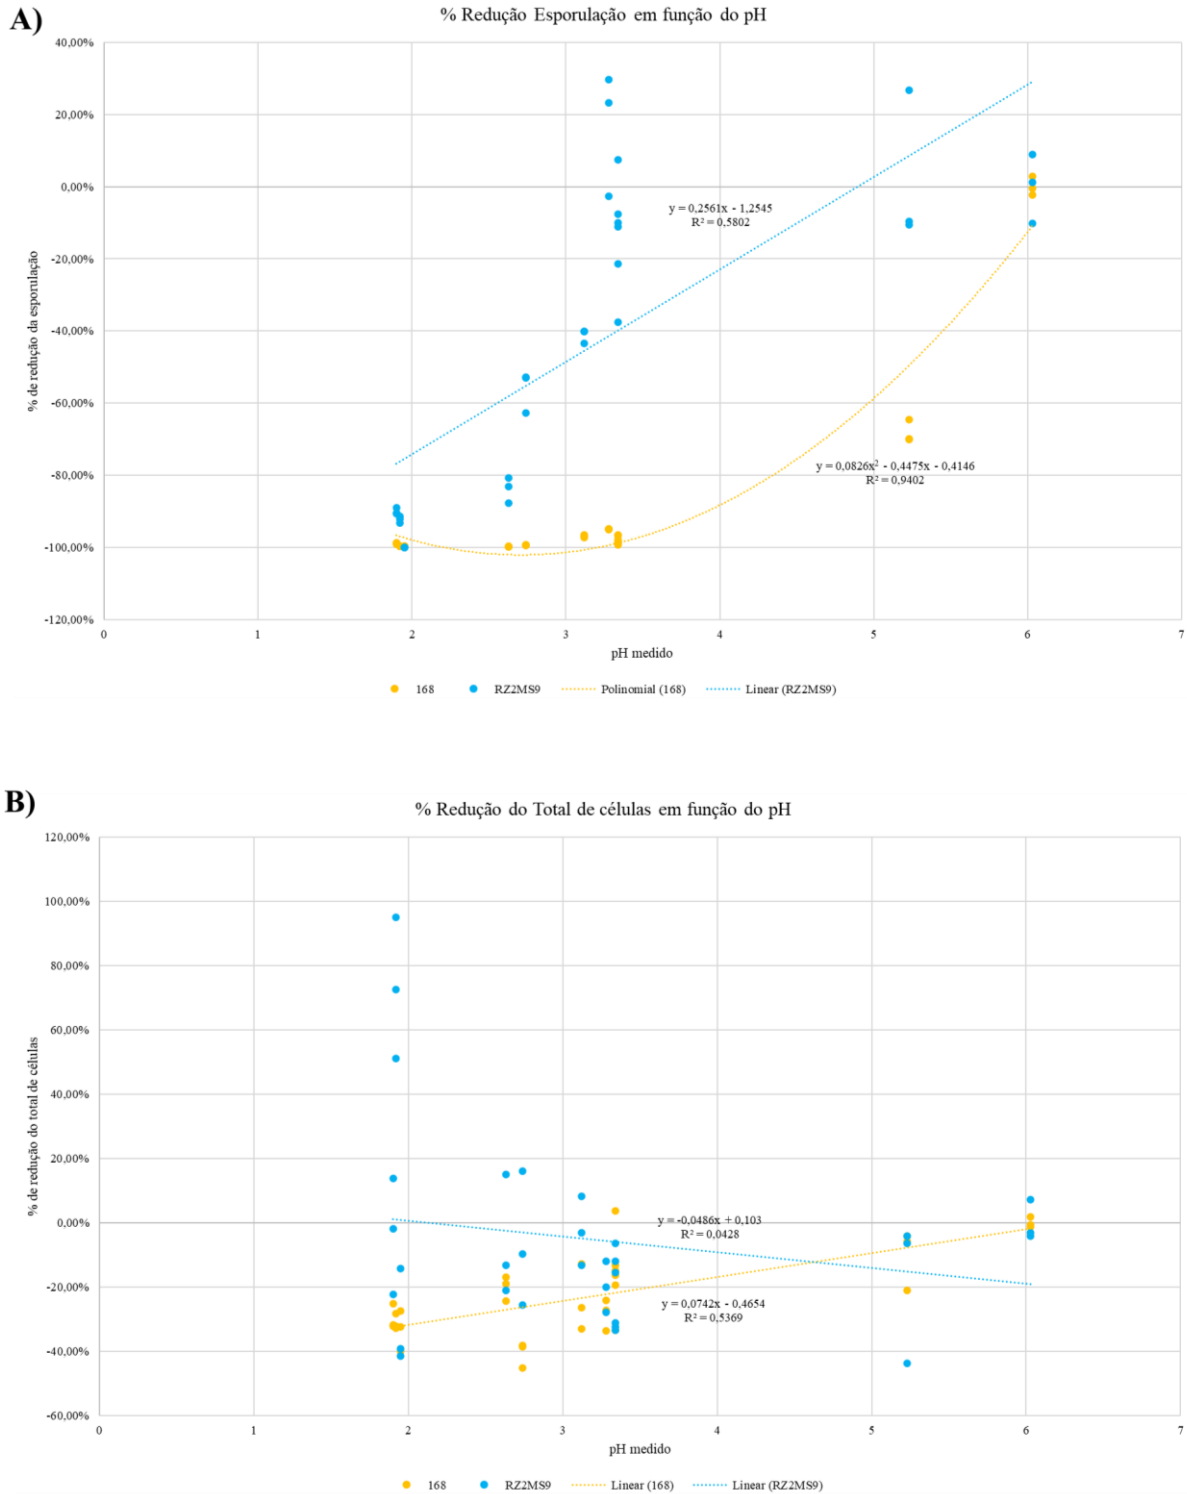 A)
% Redução Esporulação em função do pH
40,00%
20,00%
0,00%
-20,00%
-40,00%
-60,00%
-80,00%
-100,00%
-120,00%
% de redução da esporulação
y = 0,2561x - 1,2545
R² = 0,5802
y = 0,0826x² - 0,4475x - 0,4146
R² = 0,9402
0 1 2 3 4 5 6 7
pH medido
168 RZ2MS9 Polinomial (168) Linear (RZ2MS9)
B)
% Redução do Total de células em função do pH
120,00%
100,00%
80,00%
60,00%
40,00%
20,00%
0,00%
-20,00%
-40,00%
-60,00%
% de redução do total de células
y = -0,0486x + 0,103
R² = 0,0428
y = 0,0742x - 0,4654
R² = 0,5369
0 1 2 3 4 5 6 7
pH medido
168 RZ2MS9 Linear (168) Linear (RZ2MS9)